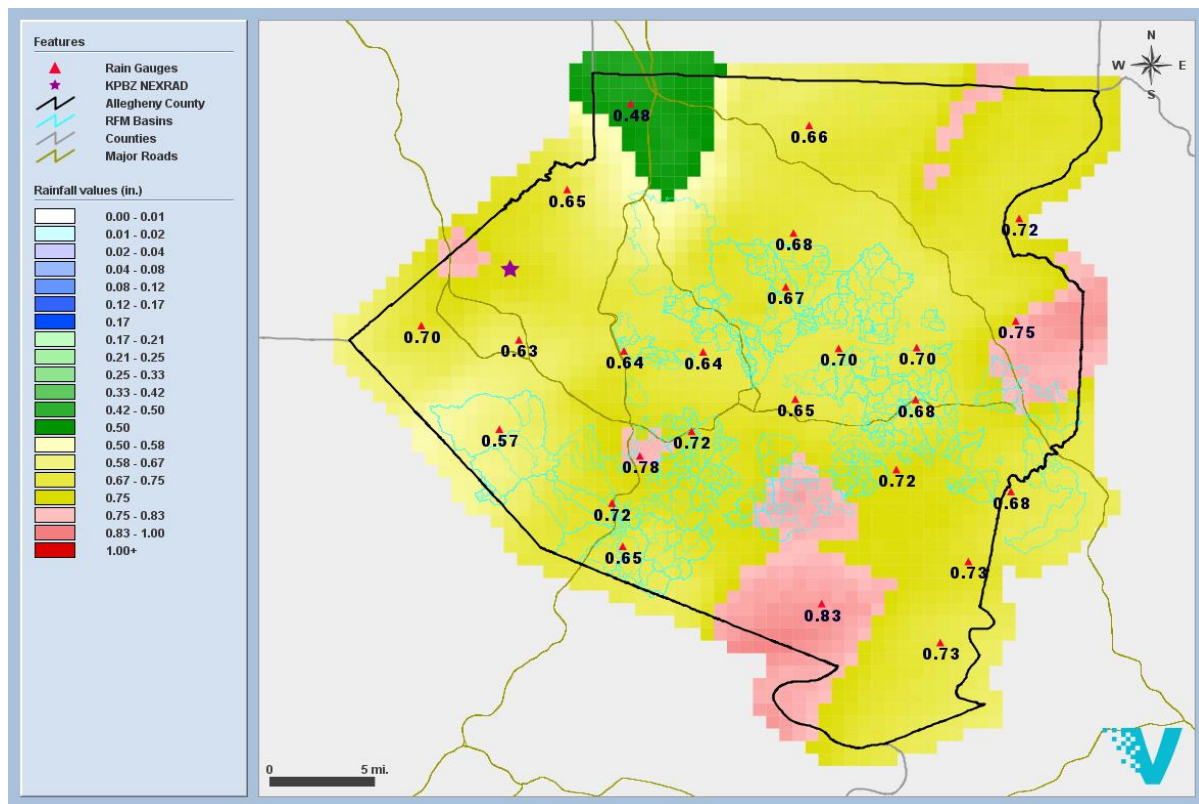 Features
Rain Gauges
KPBZ NEXRAD
Allegheny County
RFM Basins
Counties
Major Roads
Rainfall values (in.)
0.00 - 0.01
0.01 - 0.02
0.02 - 0.04
0.04 - 0.08
0.08 - 0.12
0.12 - 0.17
0.17
0.17 - 0.21
0.21 - 0.25
0.25 - 0.33
0.33 - 0.42
0.42 - 0.50
0.50
0.50 - 0.58
0.58 - 0.67
0.67 - 0.75
0.75
0.75 - 0.83
0.83 - 1.00
1.00+
N
W E
S
0.48
0.66
0.65
0.72
0.68
0.67
0.75
0.70
0.63
0.64
0.64
0.70
0.70
0.65
0.68
0.57
0.72
0.78
0.72
0.68
0.72
0.65
0.73
0.83
0.73
0 5 mi.